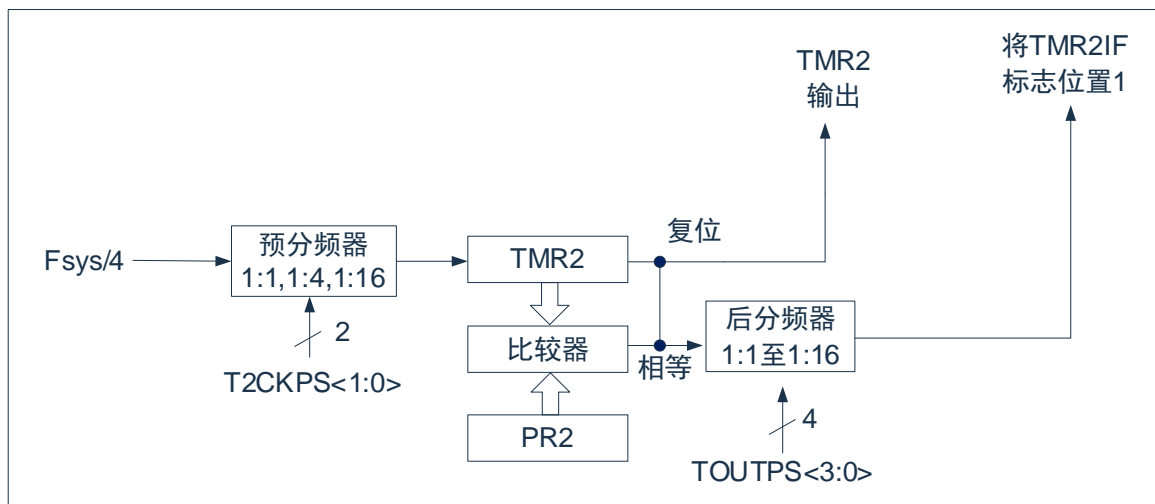 将TMR2IF
标志位置1
TMR2
输出
复位
Fsys/4
预分频器
1:1,1:4,1:16
TMR2
2
比较器
相等
后分频器
1:1至1:16
T2CKPS<1:0>
PR2
4
TOUTPS<3:0>